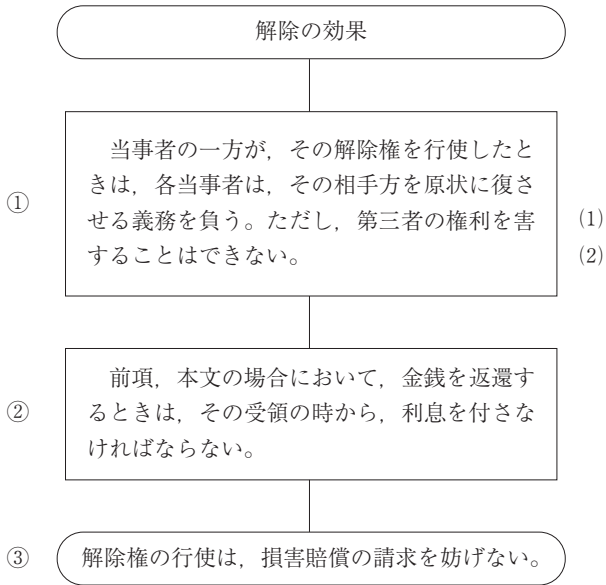 解除の効果
① 当事者の一方が，その解除権を行使したと
きは，各当事者は，その相手方を原状に復さ
せる義務を負う。ただし，第三者の権利を害 (1)
することはできない。 (2)
② 前項，本文の場合において，金銭を返還す
るときは，その受領の時から，利息を付さな
ければならない。
③ 解除権の行使は，損害賠償の請求を妨げない。